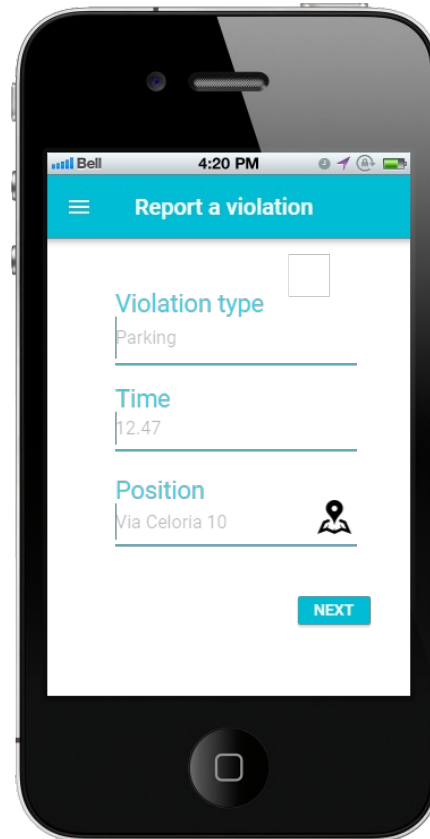 Bell
4:20 PM
Report a violation
Violation type
Parking
Time
12.47
Position
Via Celoria 10
NEXT